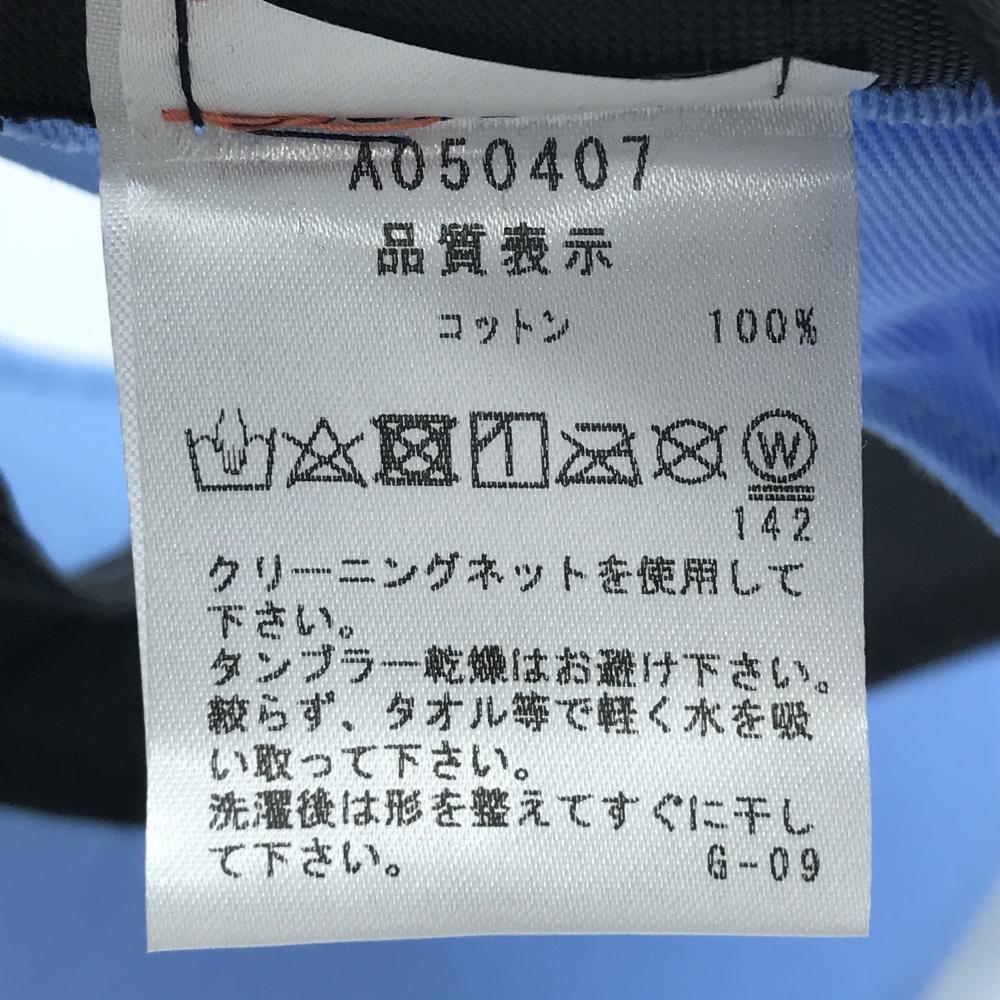 A050407
品質表示
コットン 100%
W
142
クリーニングネットを使用して
下さい。
タンブラー乾燥はお避け下さい。
絞らず、タオル等で軽く水を吸
い取って下さい。
洗濯後は形を整えてすぐに干し
て下さい。 G-09